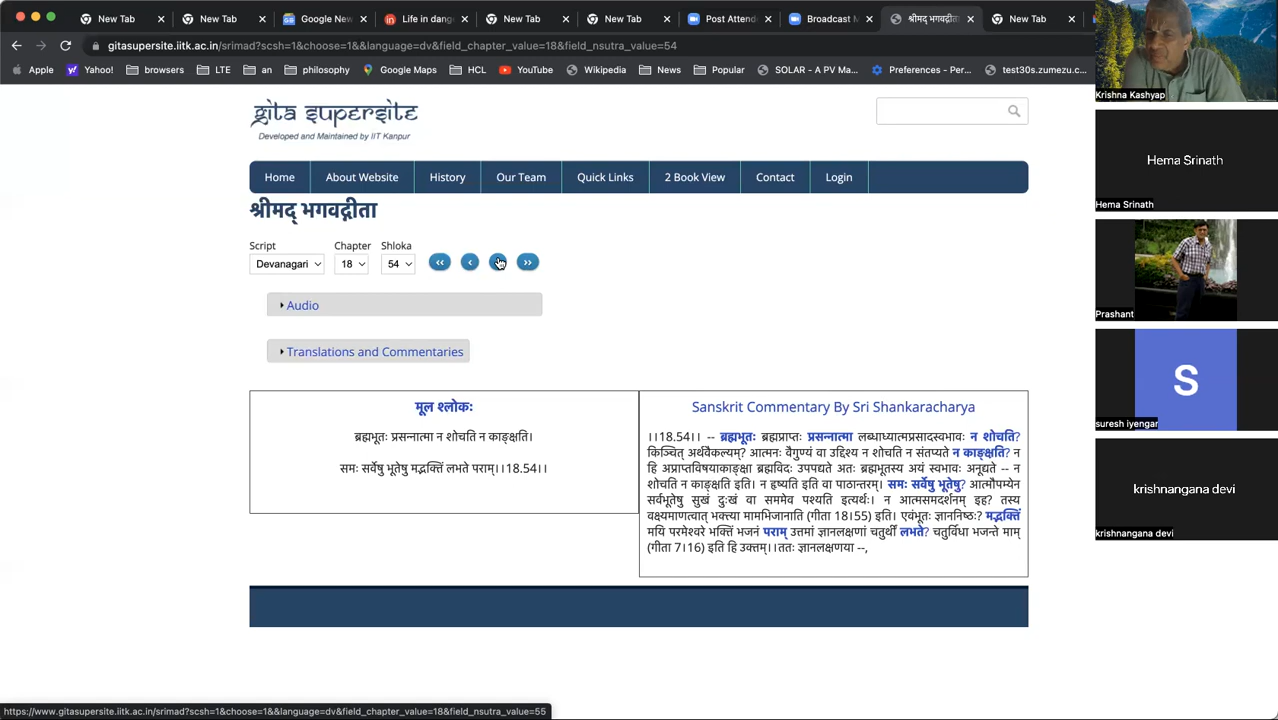 New Tab
New Tab
Google New
Life in dang
New Tab
New Tab
Post Attend
Broadcast M
श्रीमद् भगवद्गी
New Tab
gitasupersite.iitk.ac.in/srimad?scsh=1&choose=1&&language=dv&field_chapter_value=18&field_nsutra_value=54
Apple
Yahoo!
browsers
LTE
an
philosophy
Google Maps
HCL
YouTube
Wikipedia
News
Popular
SOLAR - A PV Ma...
Preferences - Per...
test30s.zumezu.c...
Krishna Kashyap
gita supersite
Developed and Maintained by IIT Kanpur
Home
About Website
History
Our Team
Quick Links
2 Book View
Contact
Login
श्रीमद् भगवद्गीता
Script
Chapter
Shloka
Devanagari
18
54
Audio
Translations and Commentaries
मूल श्लोकः
ब्रह्मभूतः प्रसन्नात्मा न शोचति न काङ्क्षति।
समः सर्वेषु भूतेषु मद्भक्तिं लभते पराम्।।18.54।।
Sanskrit Commentary By Sri Shankaracharya
।।18.54।। -- ब्रह्मभूतः ब्रह्मप्राप्तः प्रसन्नात्मा लब्धाध्यात्मप्रसादस्वभावः न शोचति?
किञ्चित् अर्थवैकल्यम्? आत्मनः वैगुण्यं वा उद्दिश्य न शोचति न संतप्यते न काङ्क्षति? न
हि अप्राप्तविषयाकाङ्क्षा ब्रह्मविदः उपपद्यते अतः ब्रह्मभूतस्य अयं स्वभावः अनूद्यते -- न
शोचति न काङ्क्षति इति। न हृष्यति इति वा पाठान्तरम्। समः सर्वेषु भूतेषु? आत्मौपम्येन
सर्वभूतेषु सुखं दुःखं वा सममेव पश्यति इत्यर्थः। न आत्मसमदर्शनम् इह? तस्य
वक्ष्यमाणत्वात् भक्त्या मामभिजानाति (गीता 18।55) इति। एवंभूतः ज्ञाननिष्ठः? मद्भक्तिं
मयि परमेश्वरे भक्तिं भजनं पराम् उत्तमां ज्ञानलक्षणां चतुर्थीं लभते? चतुर्विधा भजन्ते माम्
(गीता 7।16) इति हि उक्तम्।।ततः ज्ञानलक्षणया --,
Hema Srinath
Hema Srinath
Prashant
S
suresh iyengar
krishnangana devi
krishnangana devi
https://www.gitasupersite.iitk.ac.in/srimad?scsh=1&choose=1&&language=dv&field_chapter_value=18&field_nsutra_value=55